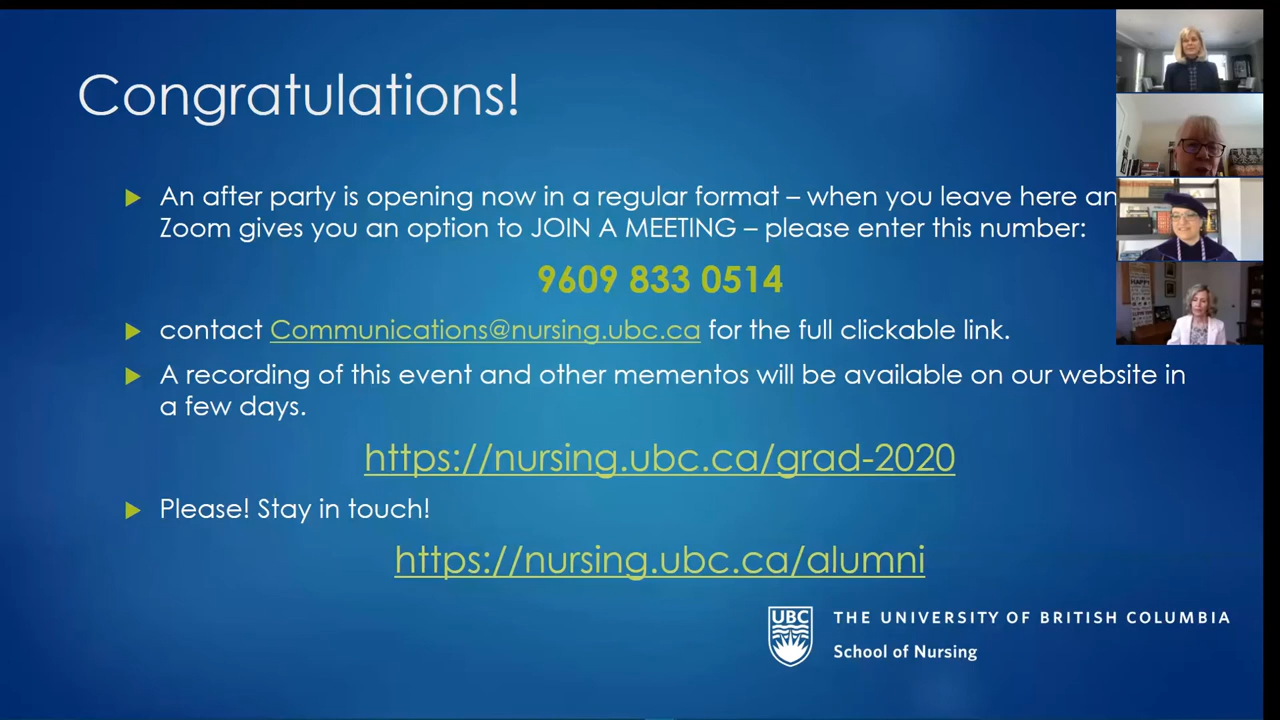 Congratulations!
An after party is opening now in a regular format – when you leave here an
Zoom gives you an option to JOIN A MEETING – please enter this number:
9609 833 0514
contact Communications@nursing.ubc.ca for the full clickable link.
A recording of this event and other mementos will be available on our website in
a few days.
https://nursing.ubc.ca/grad-2020
Please! Stay in touch!
https://nursing.ubc.ca/alumni
UBC
THE UNIVERSITY OF BRITISH COLUMBIA
School of Nursing